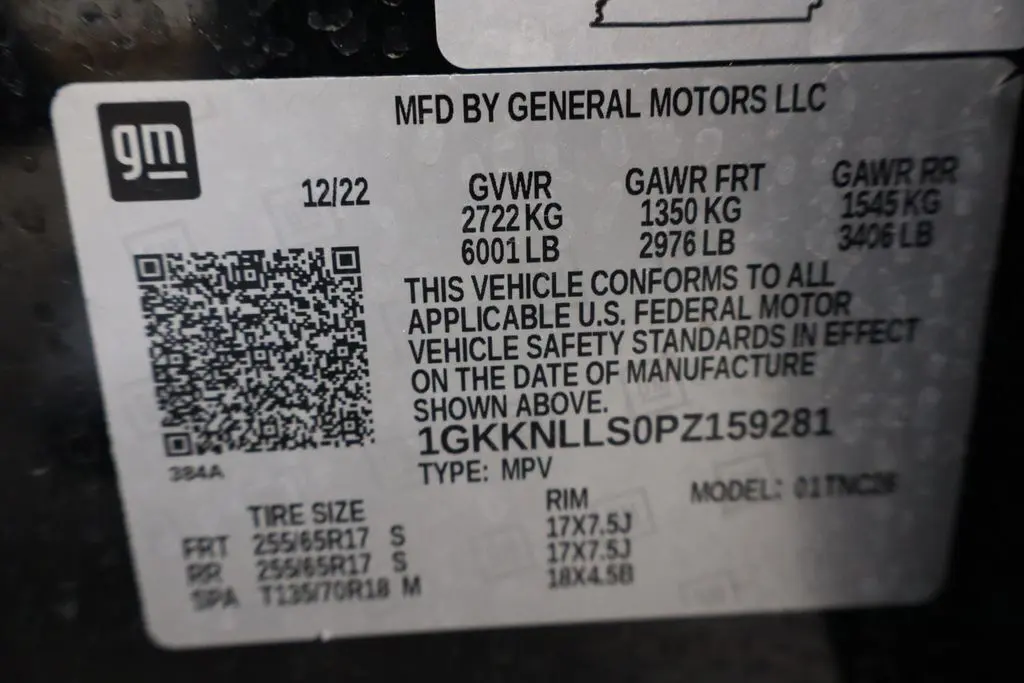 gm
MFD BY GENERAL MOTORS LLC
12/22
GVWR GAWR FRT GAWR RR
2722 KG 1350 KG 1545 KG
6001 LB 2976 LB 3406 LB
THIS VEHICLE CONFORMS TO ALL
APPLICABLE U.S. FEDERAL MOTOR
VEHICLE SAFETY STANDARDS IN EFFECT
ON THE DATE OF MANUFACTURE
SHOWN ABOVE.
1GKKNLLS0PZ159281
384A
TYPE: MPV MODEL: 01TNC26
TIRE SIZE RIM
FRT 255/65R17 S 17X7.5J
RR 255/65R17 S 17X7.5J
SPA T135/70R18 M 18X4.5B